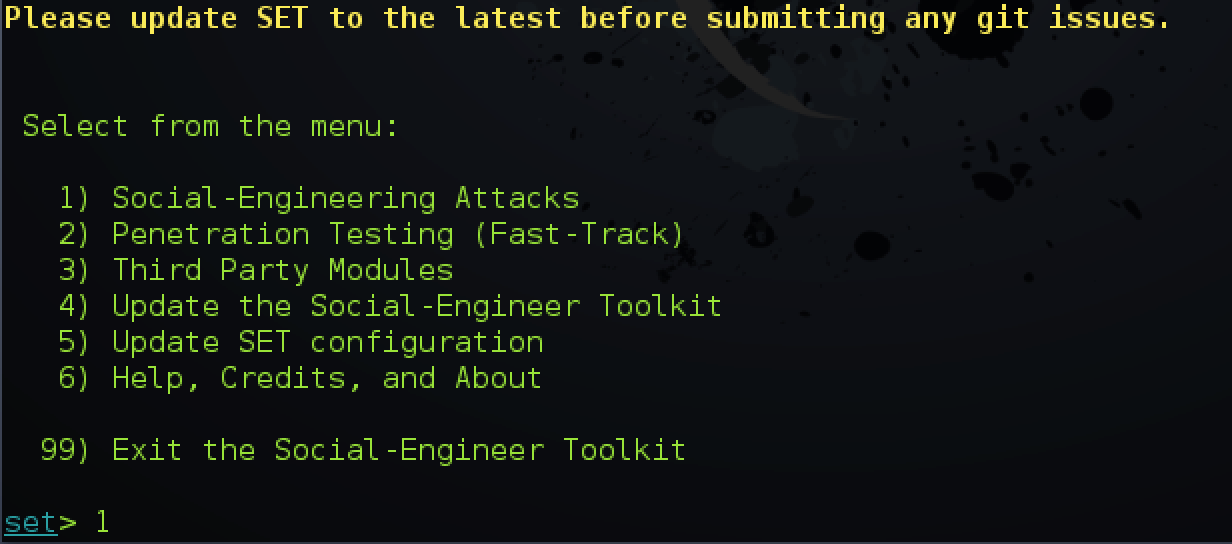 Please update SET to the latest before submitting any git issues.
Select from the menu:
1) Social-Engineering Attacks
2) Penetration Testing (Fast-Track)
3) Third Party Modules
4) Update the Social-Engineer Toolkit
5) Update SET configuration
6) Help, Credits, and About
99) Exit the Social-Engineer Toolkit
set> 1